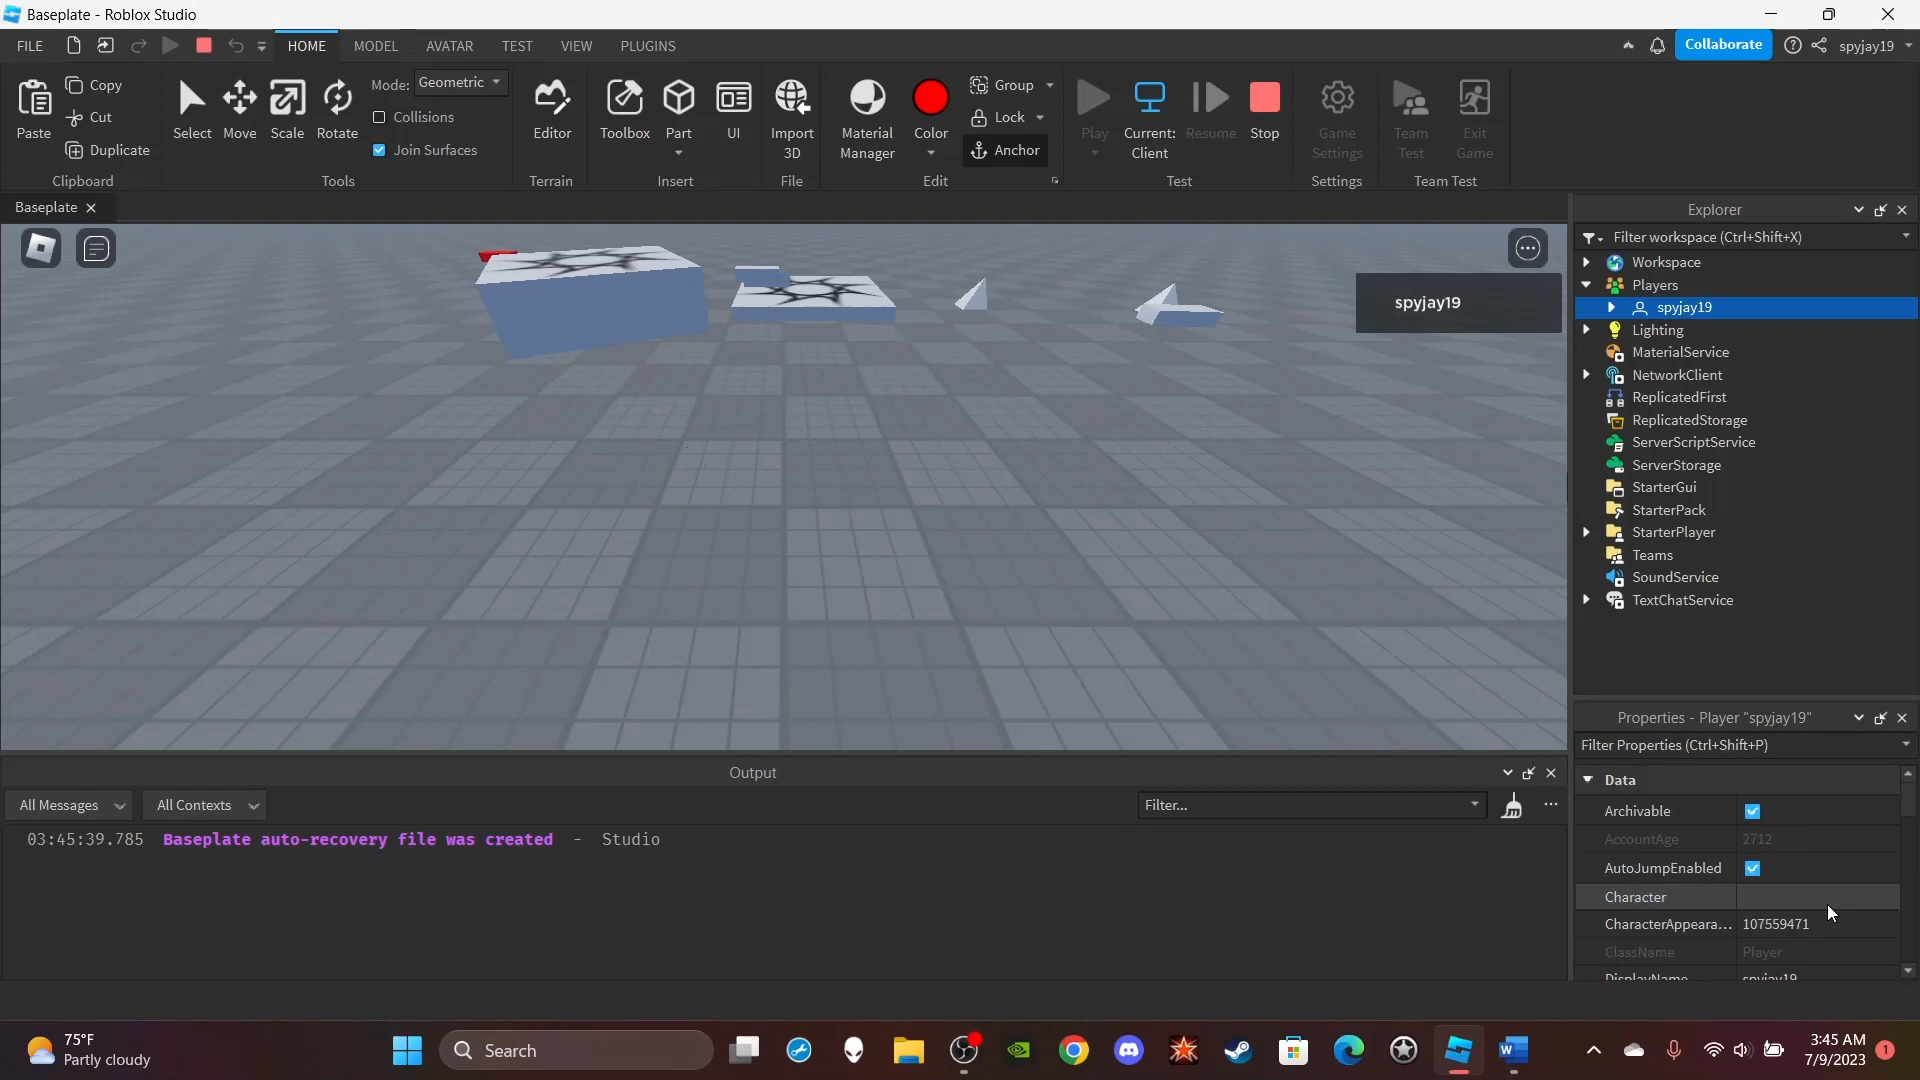 Baseplate - Roblox Studio
FILE HOME MODEL AVATAR TEST VIEW PLUGINS Collaborate spyjay19
Paste Copy Cut Duplicate
Clipboard
Select Move Scale Rotate
Mode: Geometric
Collisions
Join Surfaces
Tools
Editor
Terrain
Toolbox Part UI
Insert
Import 3D
File
Material Manager Color
Group
Lock
Anchor
Edit
Play Current: Client Resume Stop
Test
Game Settings
Settings
Team Test Exit Game
Team Test
Baseplate
spyjay19
Explorer
Filter workspace (Ctrl+Shift+X)
Workspace
Players
spyjay19
Lighting
MaterialService
NetworkClient
ReplicatedFirst
ReplicatedStorage
ServerScriptService
ServerStorage
StarterGui
StarterPack
StarterPlayer
Teams
SoundService
TextChatService
Properties - Player "spyjay19"
Filter Properties (Ctrl+Shift+P)
Data
Archivable
AccountAge 2712
AutoJumpEnabled
Character
CharacterAppeara... 107559471
ClassName Player
DisplayName spyjay19
Output
All Messages All Contexts Filter...
03:45:39.785 Baseplate auto-recovery file was created - Studio
75°F
Partly cloudy
Search
3:45 AM
7/9/2023
1